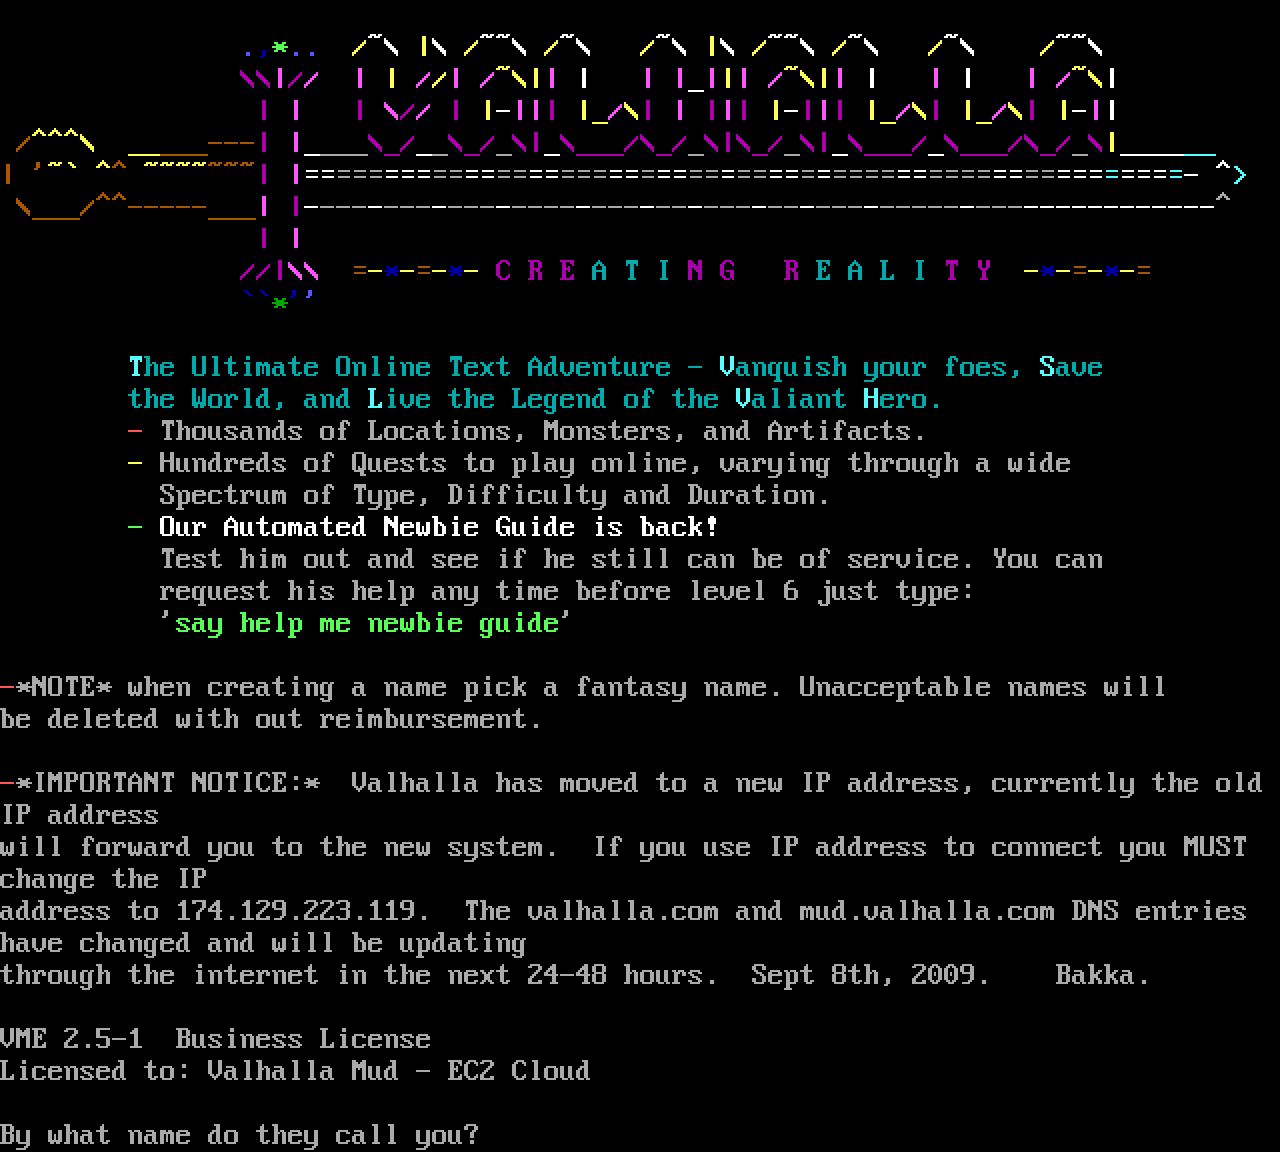 CREATING REALITY
The Ultimate Online Text Adventure - Vanquish your foes, Save
the World, and Live the Legend of the Valiant Hero.
- Thousands of Locations, Monsters, and Artifacts.
- Hundreds of Quests to play online, varying through a wide
Spectrum of Type, Difficulty and Duration.
- Our Automated Newbie Guide is back!
Test him out and see if he still can be of service. You can
request his help any time before level 6 just type:
'say help me newbie guide'
-*NOTE* when creating a name pick a fantasy name. Unacceptable names will
be deleted with out reimbursement.
-*IMPORTANT NOTICE:*  Valhalla has moved to a new IP address, currently the old
IP address
will forward you to the new system.  If you use IP address to connect you MUST
change the IP
address to 174.129.223.119.  The valhalla.com and mud.valhalla.com DNS entries
have changed and will be updating
through the internet in the next 24-48 hours.  Sept 8th, 2009.    Bakka.
VME 2.5-1  Business License
Licensed to: Valhalla Mud - EC2 Cloud
By what name do they call you?